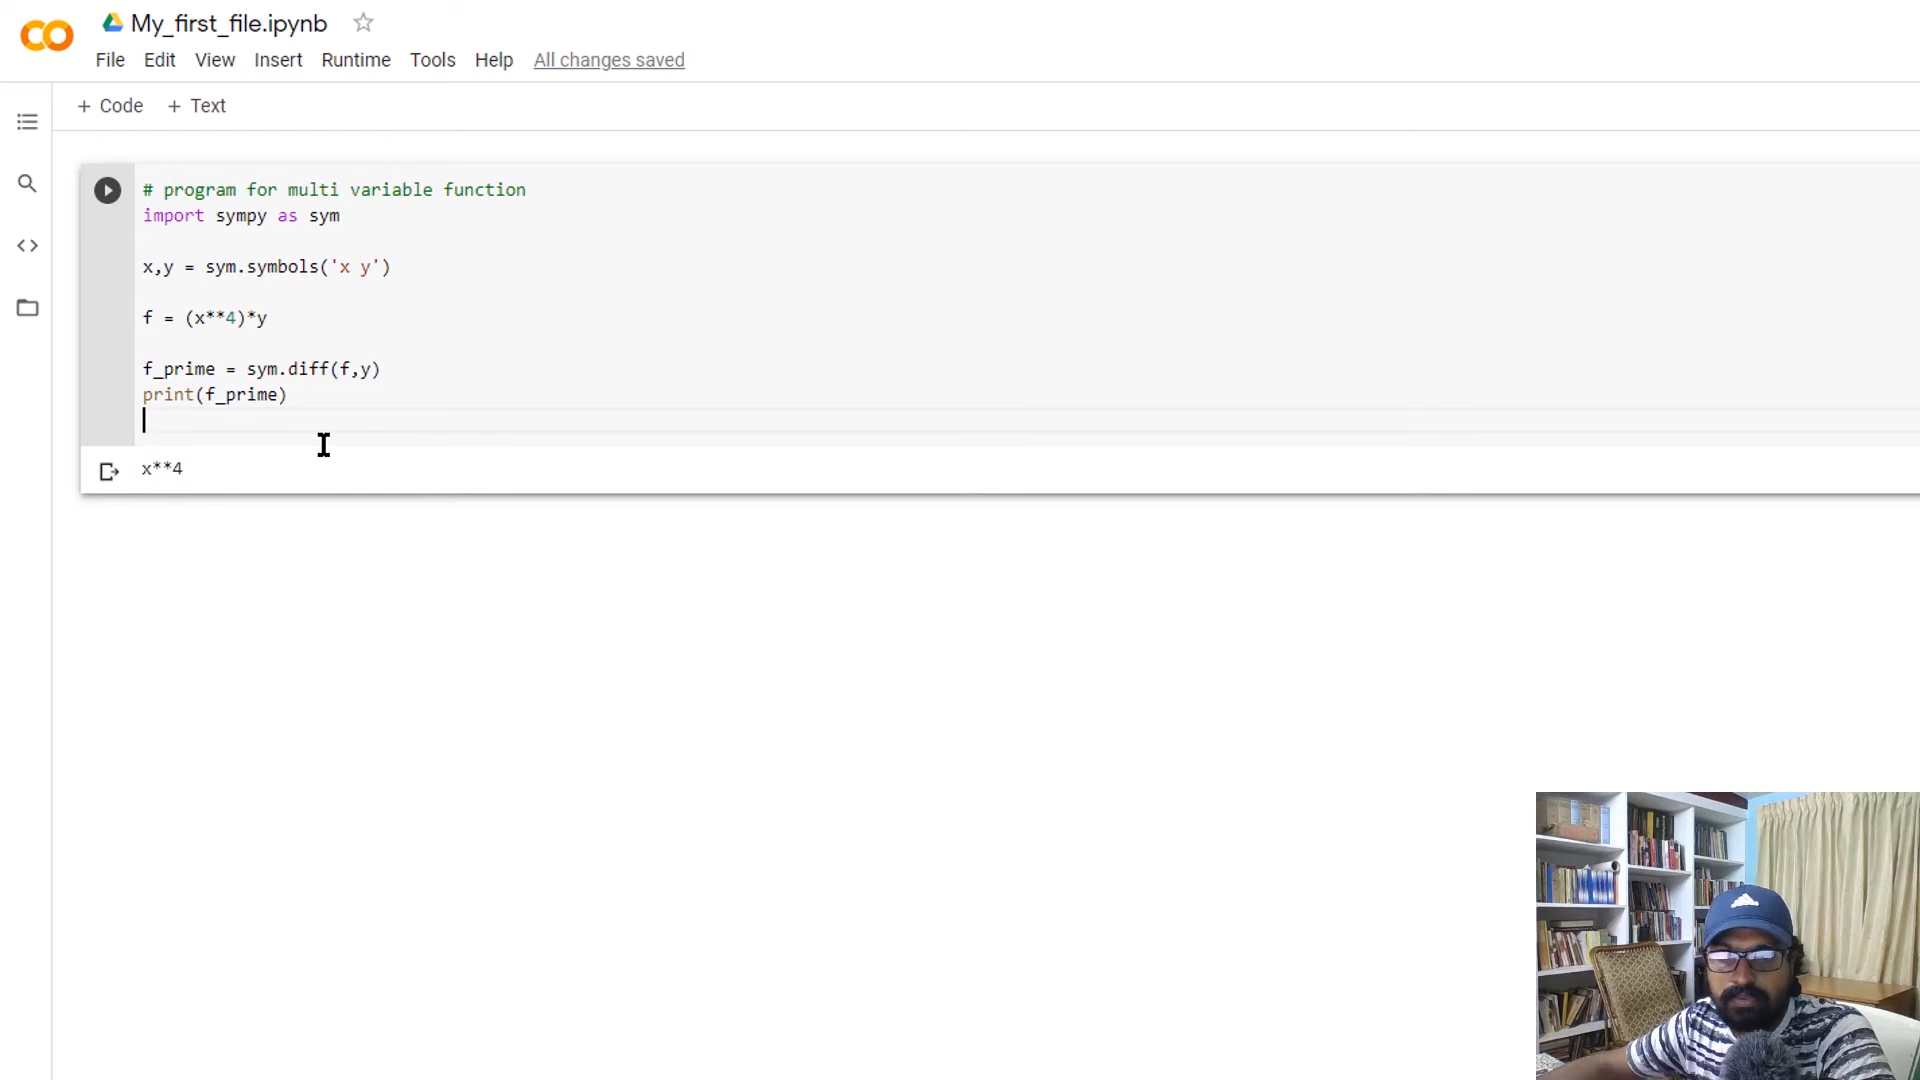 My_first_file.ipynb
File Edit View Insert Runtime Tools Help All changes saved
+ Code + Text
# program for multi variable function
import sympy as sym
x,y = sym.symbols('x y')
f = (x**4)*y
f_prime = sym.diff(f,y)
print(f_prime)
x**4